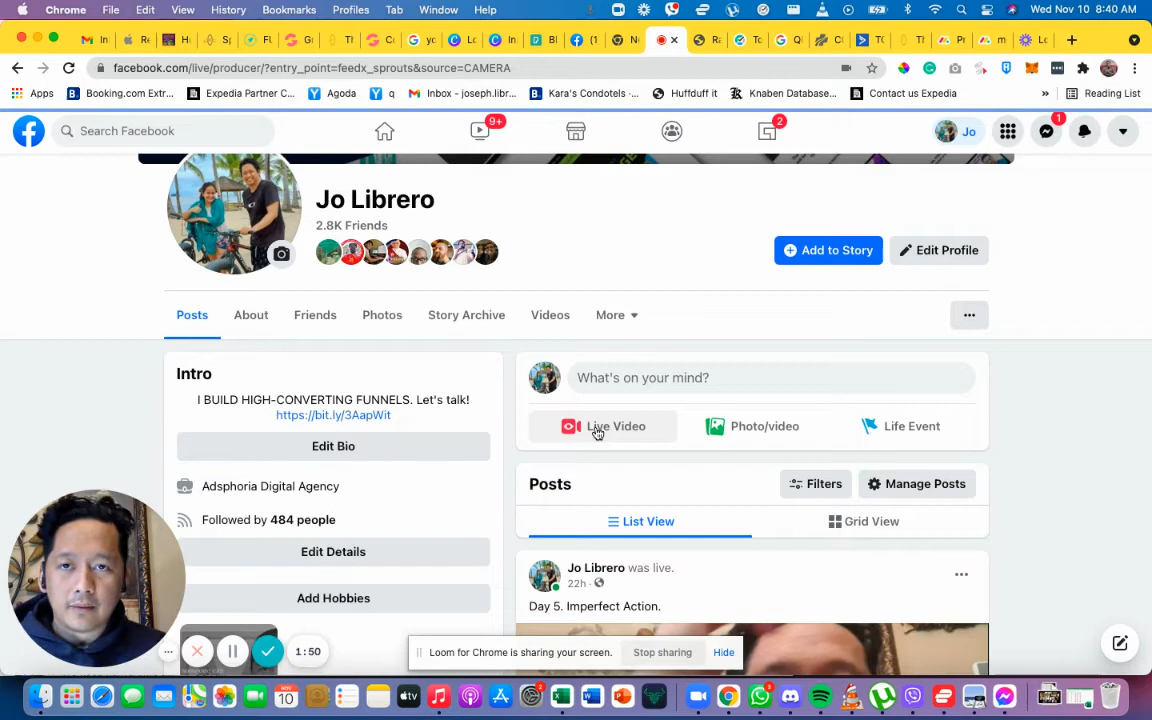 Chrome File Edit View History Bookmarks Profiles Tab Window Help Wed Nov 10 8:40 AM
facebook.com/live/producer/?entry_point=feedx_sprouts&source=CAMERA
Apps Booking.com Extr... Expedia Partner C... Agoda q Inbox - joseph.libr... Kara's Condotels -... Huffduff it Knaben Database... Contact us Expedia » Reading List
Search Facebook 9+ 2 Jo 1
Jo Librero
2.8K Friends
Add to Story Edit Profile
Posts About Friends Photos Story Archive Videos More
Intro
I BUILD HIGH-CONVERTING FUNNELS. Let's talk!
https://bit.ly/3AapWit
Edit Bio
Adsphoria Digital Agency
Followed by 484 people
Edit Details
Add Hobbies
What's on your mind?
Live Video Photo/video Life Event
Posts Filters Manage Posts
List View Grid View
Jo Librero was live.
22h
Day 5. Imperfect Action.
1:50
Loom for Chrome is sharing your screen. Stop sharing Hide